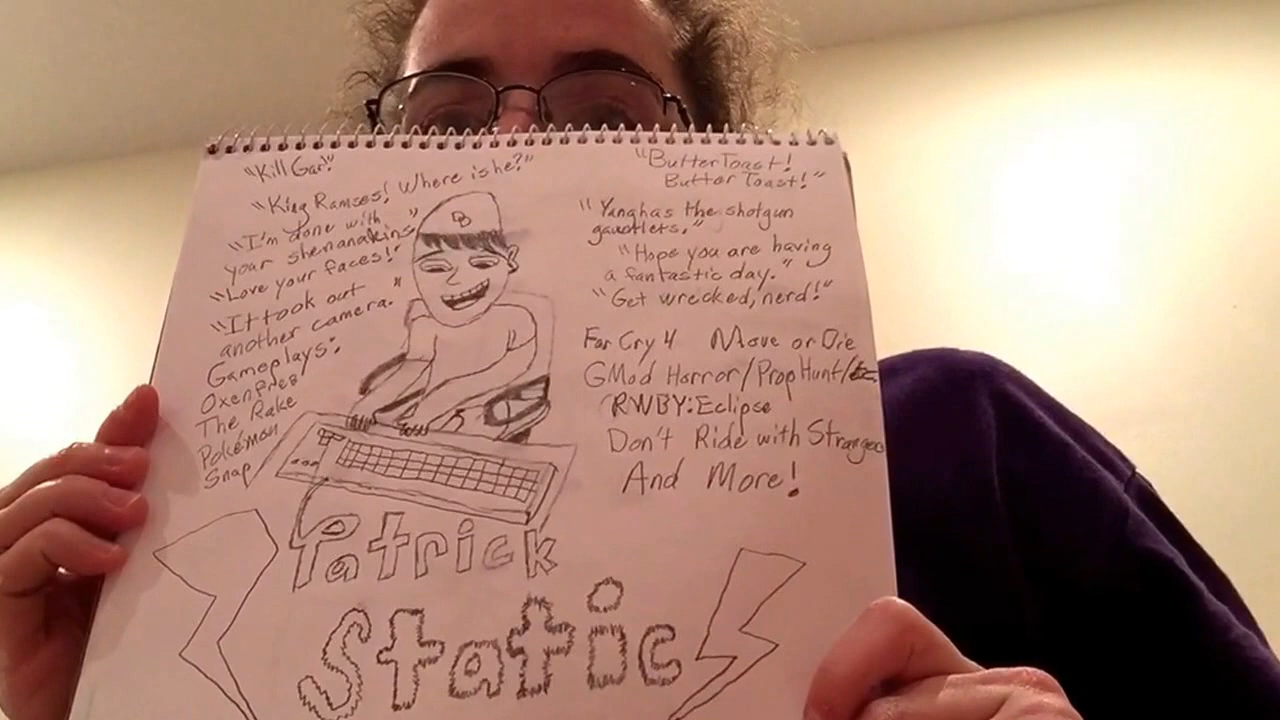 "Kill Gar!"
"King Ramses! Where is he?"
"I'm done with
your shenanakins."
"Love your faces!"
"It took out
another camera."
Gameplays:
Oxenfree
The Rake
Pokémon
Snap
"ButterToast!
Butter Toast!"
"Yang has the shotgun
gauntlets."
"Hope you are having
a fantastic day."
"Get wrecked, nerd!"
Far Cry 4 Move or Die
GMod Horror/Prop Hunt/Etc.
RWBY: Eclipse
Don't Ride with Strangers
And More!
Patrick
Static